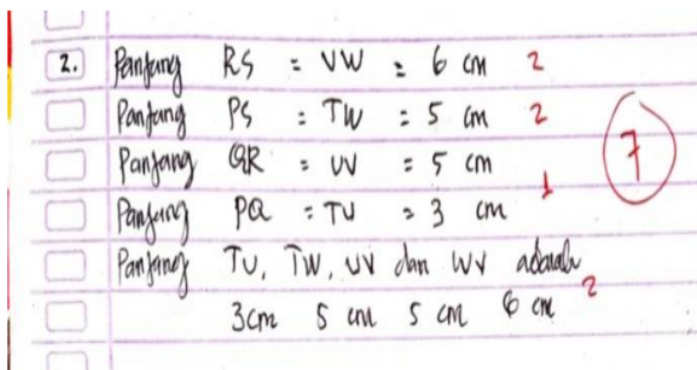 2. Panjang RS = VW = 6 cm 2
Panjang PS = TW = 5 cm 2
Panjang QR = UV = 5 cm
1
Panjang PQ = TU = 3 cm
7
Panjang TU, TW, UV dan WV adalah
3cm 5 cm 5 cm 6 cm 2